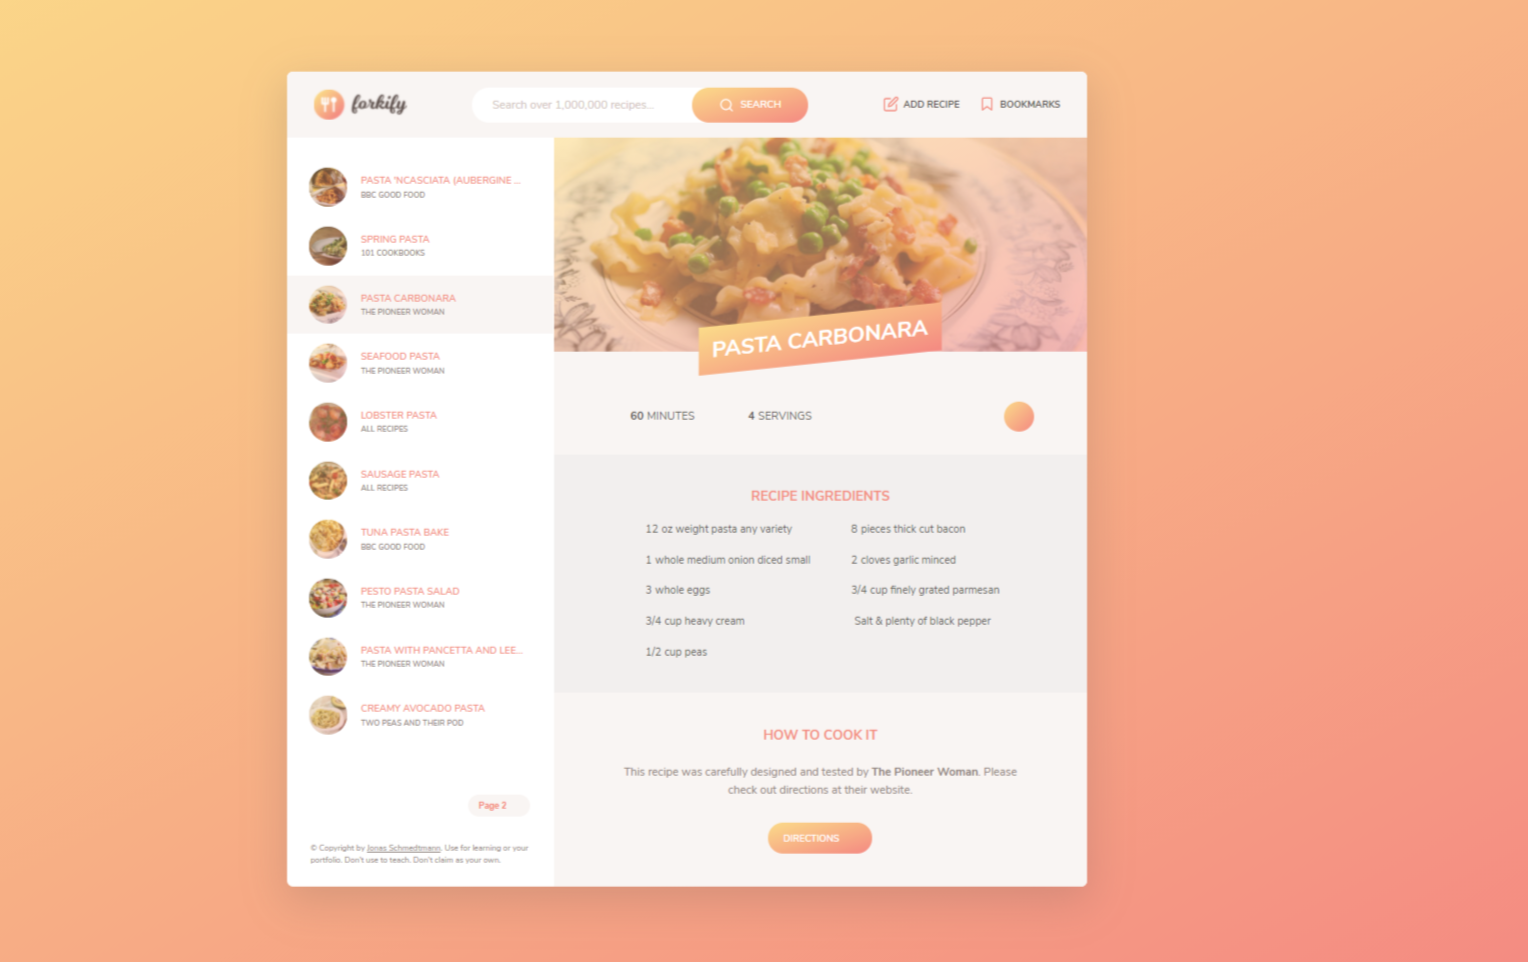 forkify
Search over 1,000,000 recipes...
SEARCH
ADD RECIPE
BOOKMARKS
PASTA 'NCASCIATA (AUBERGINE ...
BBC GOOD FOOD
SPRING PASTA
101 COOKBOOKS
PASTA CARBONARA
THE PIONEER WOMAN
SEAFOOD PASTA
THE PIONEER WOMAN
LOBSTER PASTA
ALL RECIPES
SAUSAGE PASTA
ALL RECIPES
TUNA PASTA BAKE
BBC GOOD FOOD
PESTO PASTA SALAD
THE PIONEER WOMAN
PASTA WITH PANCETTA AND LEE...
THE PIONEER WOMAN
CREAMY AVOCADO PASTA
TWO PEAS AND THEIR POD
Page 2
© Copyright by Jonas Schmedtmann. Use for learning or your
portfolio. Don't use to teach. Don't claim as your own.
PASTA CARBONARA
60 MINUTES
4 SERVINGS
RECIPE INGREDIENTS
12 oz weight pasta any variety
8 pieces thick cut bacon
1 whole medium onion diced small
2 cloves garlic minced
3 whole eggs
3/4 cup finely grated parmesan
3/4 cup heavy cream
Salt & plenty of black pepper
1/2 cup peas
HOW TO COOK IT
This recipe was carefully designed and tested by The Pioneer Woman. Please
check out directions at their website.
DIRECTIONS